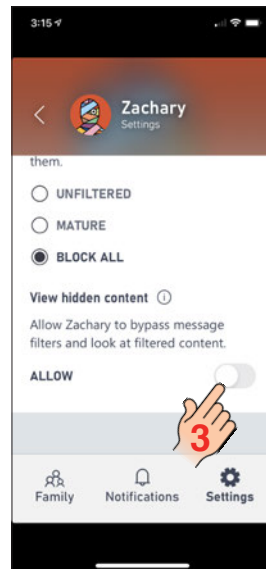 3:15
Zachary
Settings
them.
UNFILTERED
MATURE
BLOCK ALL
View hidden content
Allow Zachary to bypass message
filters and look at filtered content.
ALLOW
3
Family Notifications Settings